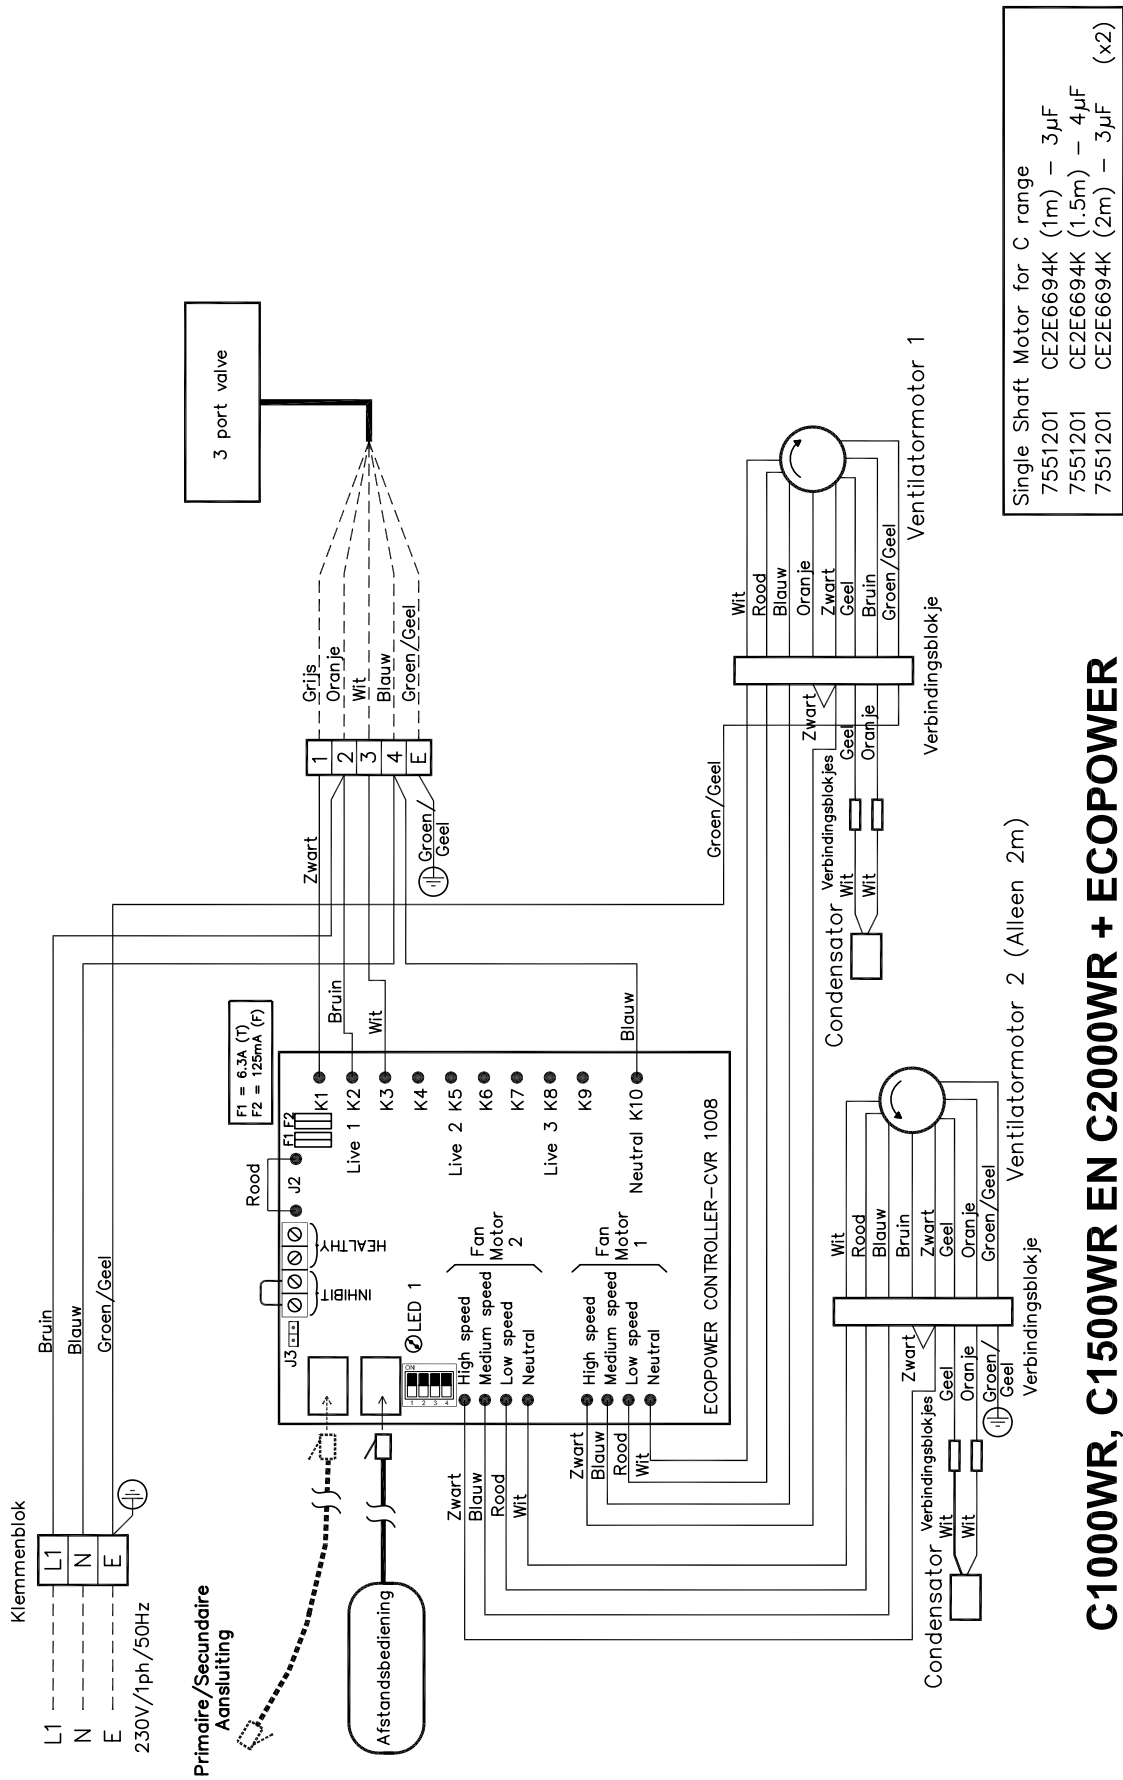 Klemmenblok
L1
N
E
230V/1ph/50Hz
L1
N
E
Bruin
Blauw
Groen/Geel
Primaire/Secundaire
Aansluiting
Afstandsbediening
F1 = 6.3A (T)
F2 = 125mA (F)
F1 F2
Rood
J2
J3
INHIBIT
HEALTHY
LED 1
ON
1 2 3 4
K1
Live 1 K2
K3
K4
Live 2 K5
K6
K7
Live 3 K8
K9
Neutral K10
High speed
Medium speed
Low speed
Neutral
Fan
Motor
2
High speed
Medium speed
Low speed
Neutral
Fan
Motor
1
ECOPOWER CONTROLLER-CVR 1008
Zwart
Blauw
Rood
Wit
Zwart
Blauw
Rood
Wit
Zwart
Bruin
Wit
Blauw
1
2
3
4
E
Groen/
Geel
Grijs
Oranje
Wit
Blauw
Groen/Geel
3 port valve
Groen/Geel
Wit
Rood
Blauw
Oranje
Zwart
Geel
Bruin
Groen/Geel
Ventilatormotor 1
Verbindingsblokje
Zwart
Geel
Oranje
Verbindingsblokjes
Wit
Wit
Condensator
Wit
Rood
Blauw
Bruin
Zwart
Geel
Oranje
Groen/Geel
Ventilatormotor 2 (Alleen 2m)
Verbindingsblokje
Zwart
Geel
Oranje
Groen/
Geel
Verbindingsblokjes
Wit
Wit
Condensator
Single Shaft Motor for C range
7551201 CE2E6694K (1m) - 3µF
7551201 CE2E6694K (1.5m) - 4µF
7551201 CE2E6694K (2m) - 3µF (x2)
C1000WR, C1500WR EN C2000WR + ECOPOWER